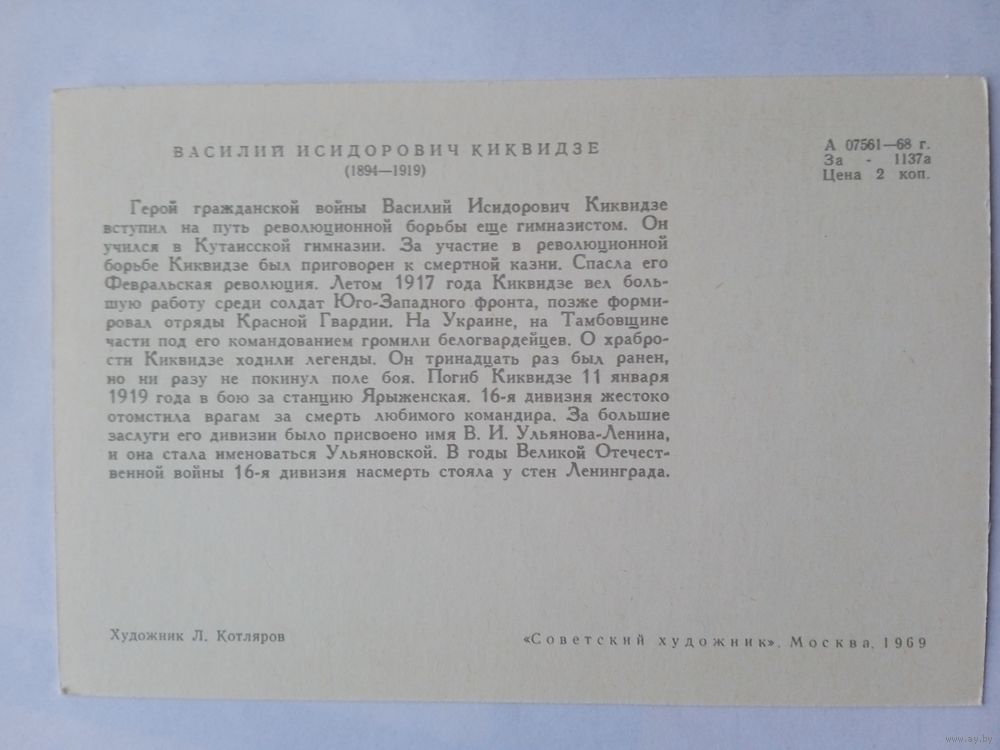 ВАСИЛИЙ ИСИДОРОВИЧ КИКВИДЗЕ
(1894—1919)
А 07561—68 г.
За - 1137а
Цена 2 коп.
Герой гражданской войны Василий Исидорович Киквидзе
вступил на путь революционной борьбы еще гимназистом. Он
учился в Кутаисской гимназии. За участие в революционной
борьбе Киквидзе был приговорен к смертной казни. Спасла его
Февральская революция. Летом 1917 года Киквидзе вел боль-
шую работу среди солдат Юго-Западного фронта, позже форми-
ровал отряды Красной Гвардии. На Украине, на Тамбовщине
части под его командованием громили белогвардейцев. О храбро-
сти Киквидзе ходили легенды. Он тринадцать раз был ранен,
но ни разу не покинул поле боя. Погиб Киквидзе 11 января
1919 года в бою за станцию Ярыженская. 16-я дивизия жестоко
отомстила врагам за смерть любимого командира. За большие
заслуги его дивизии было присвоено имя В. И. Ульянова-Ленина,
и она стала именоваться Ульяновской. В годы Великой Отечест-
венной войны 16-я дивизия насмерть стояла у стен Ленинграда.
Художник Л. Котляров
«Советский художник», Москва, 1969
www.ay.by